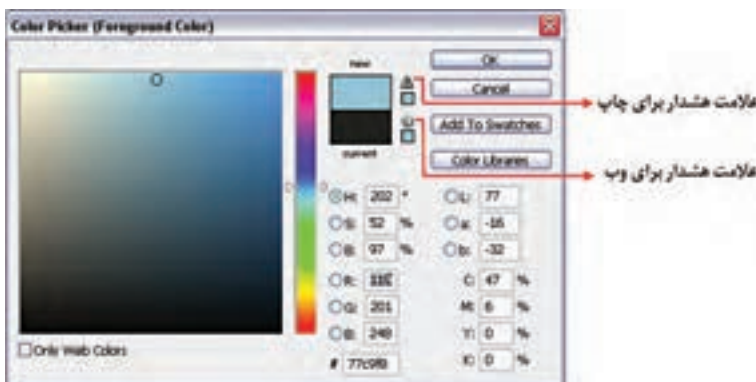 Color Picker (Foreground Color)
new
OK
Cancel
علامت هشدار برای چاپ
Add To Swatches
current
Color Libraries
علامت هشدار برای وب
H: 202 °
L: 77
S: 52 %
a: -16
B: 97 %
b: -32
R:
C: 47 %
G: 201
M: 6 %
B: 248
Y: 0 %
Only Web Colors
# 77c9f8
K: 0 %